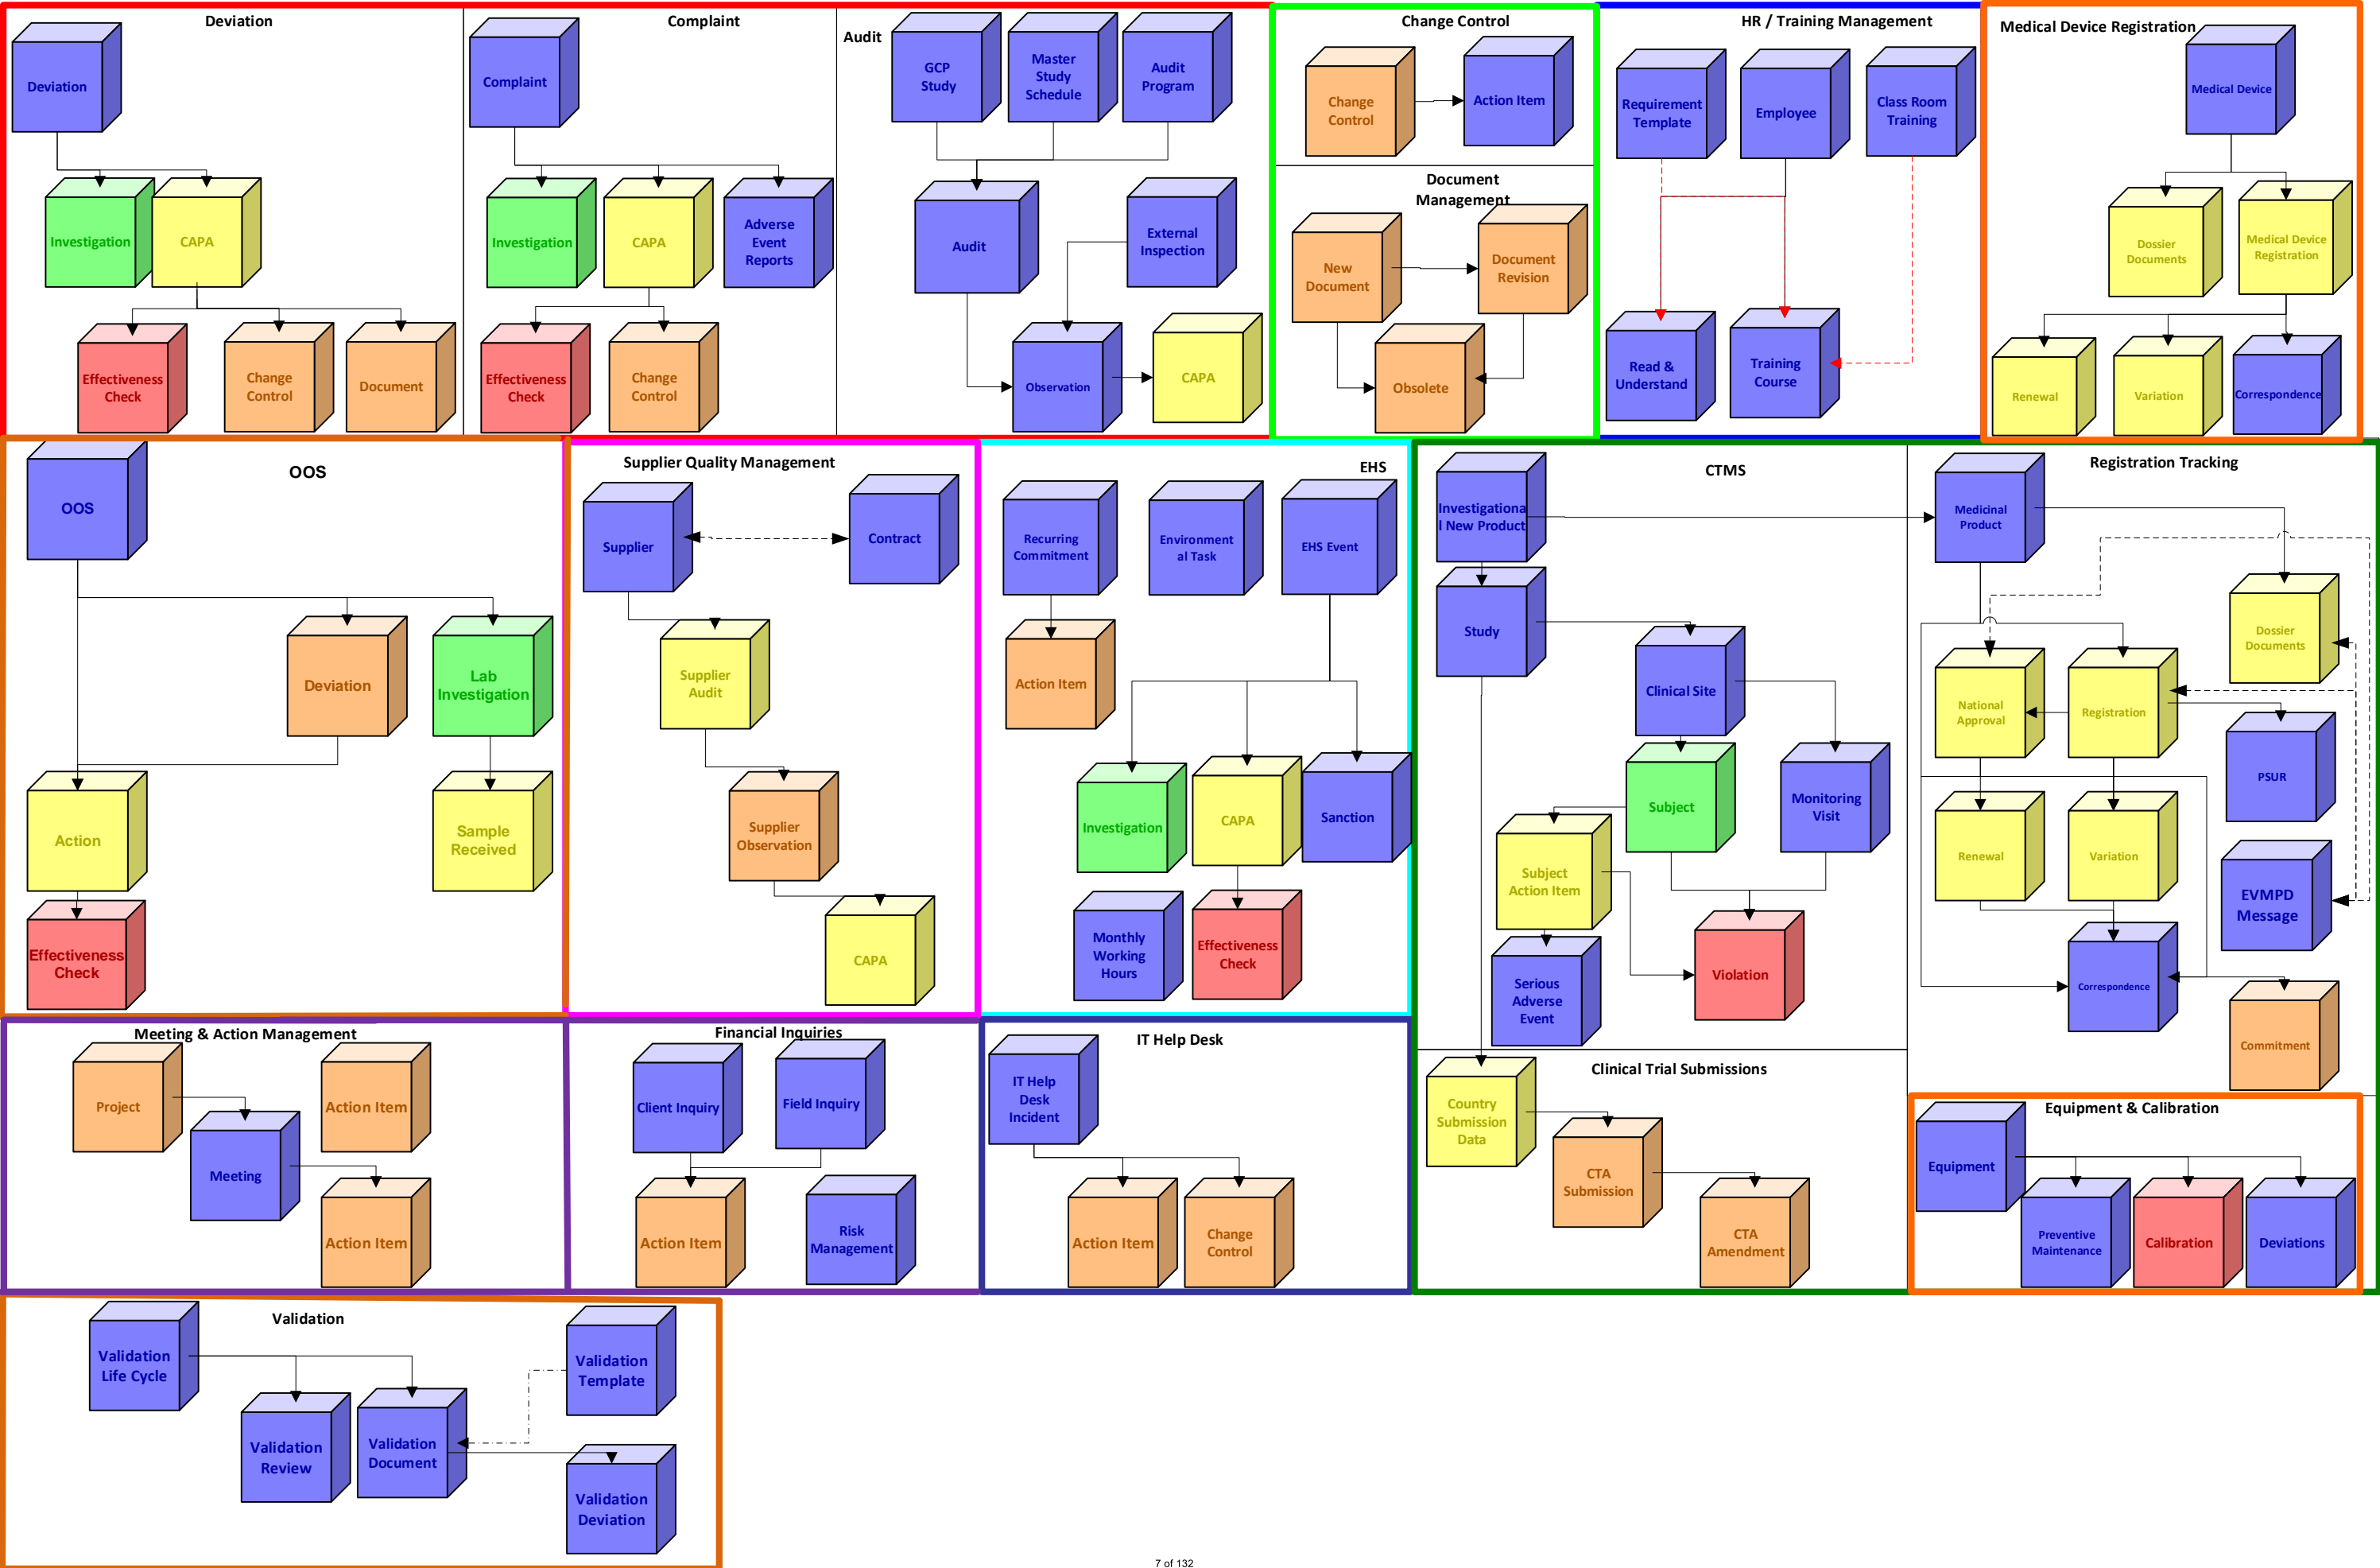 Deviation
Deviation
Investigation
CAPA
Effectiveness
Check
Change
Control
Document
Complaint
Complaint
Investigation
CAPA
Adverse
Event
Reports
Effectiveness
Check
Change
Control
Audit
GCP
Study
Master
Study
Schedule
Audit
Program
Audit
External
Inspection
Observation
CAPA
Change Control
Change
Control
Action Item
Document
Management
New
Document
Document
Revision
Obsolete
HR / Training Management
Requirement
Template
Employee
Class Room
Training
Read &
Understand
Training
Course
Medical Device Registration
Medical Device
Dossier
Documents
Medical Device
Registration
Renewal
Variation
Correspondence
OOS
OOS
Deviation
Lab
Investigation
Action
Sample
Received
Effectiveness
Check
Supplier Quality Management
Supplier
Contract
Supplier
Audit
Supplier
Observation
CAPA
EHS
Recurring
Commitment
Environment
al Task
EHS Event
Action Item
Investigation
CAPA
Sanction
Monthly
Working
Hours
Effectiveness
Check
CTMS
Investigationa
l New Product
Study
Clinical Site
Subject
Monitoring
Visit
Subject
Action Item
Serious
Adverse
Event
Violation
Registration Tracking
Medicinal
Product
Dossier
Documents
National
Approval
Registration
PSUR
Renewal
Variation
EVMPD
Message
Correspondence
Commitment
Meeting & Action Management
Project
Action Item
Meeting
Action Item
Financial Inquiries
Client Inquiry
Field Inquiry
Action Item
Risk
Management
IT Help Desk
IT Help
Desk
Incident
Action Item
Change
Control
Clinical Trial Submissions
Country
Submission
Data
CTA
Submission
CTA
Amendment
Equipment & Calibration
Equipment
Preventive
Maintenance
Calibration
Deviations
Validation
Validation
Life Cycle
Validation
Template
Validation
Review
Validation
Document
Validation
Deviation
7 of 132